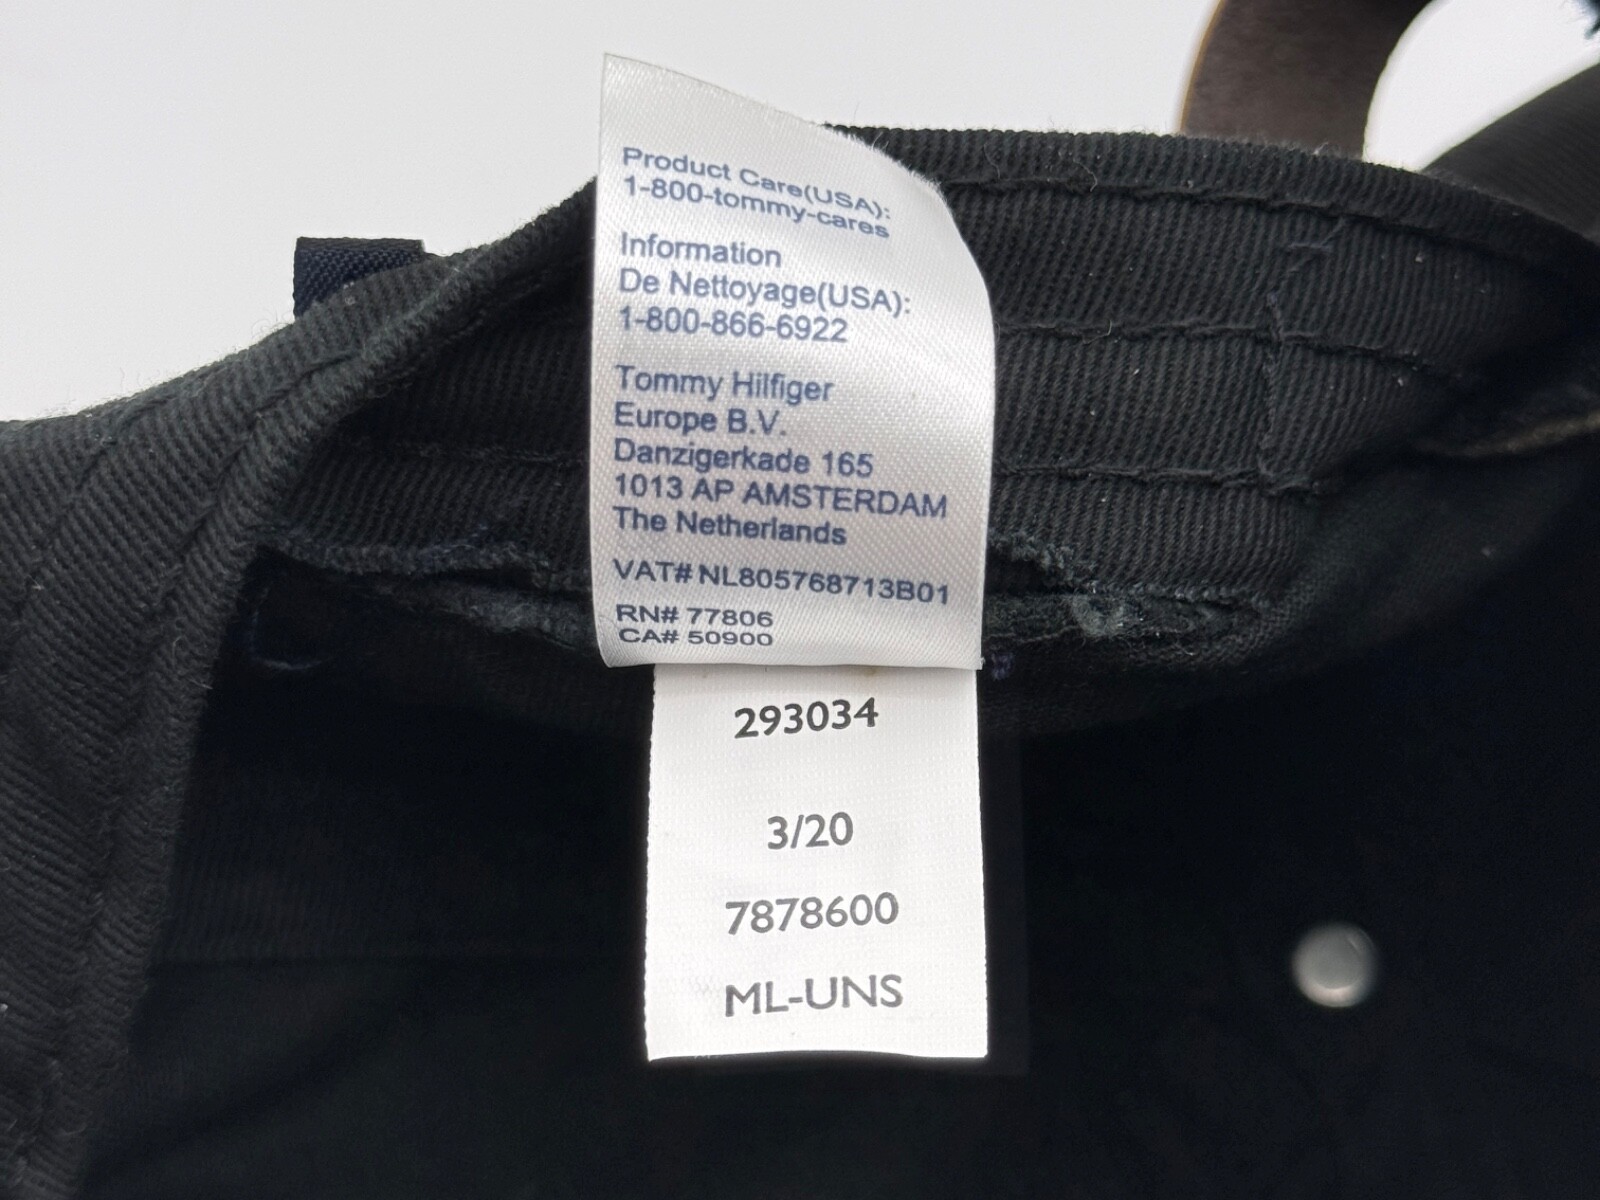 Product Care(USA):
1-800-tommy-cares
Information
De Nettoyage(USA):
1-800-866-6922
Tommy Hilfiger
Europe B.V.
Danzigerkade 165
1013 AP AMSTERDAM
The Netherlands
VAT# NL805768713B01
RN# 77806
CA# 50900
293034
3/20
7878600
ML-UNS